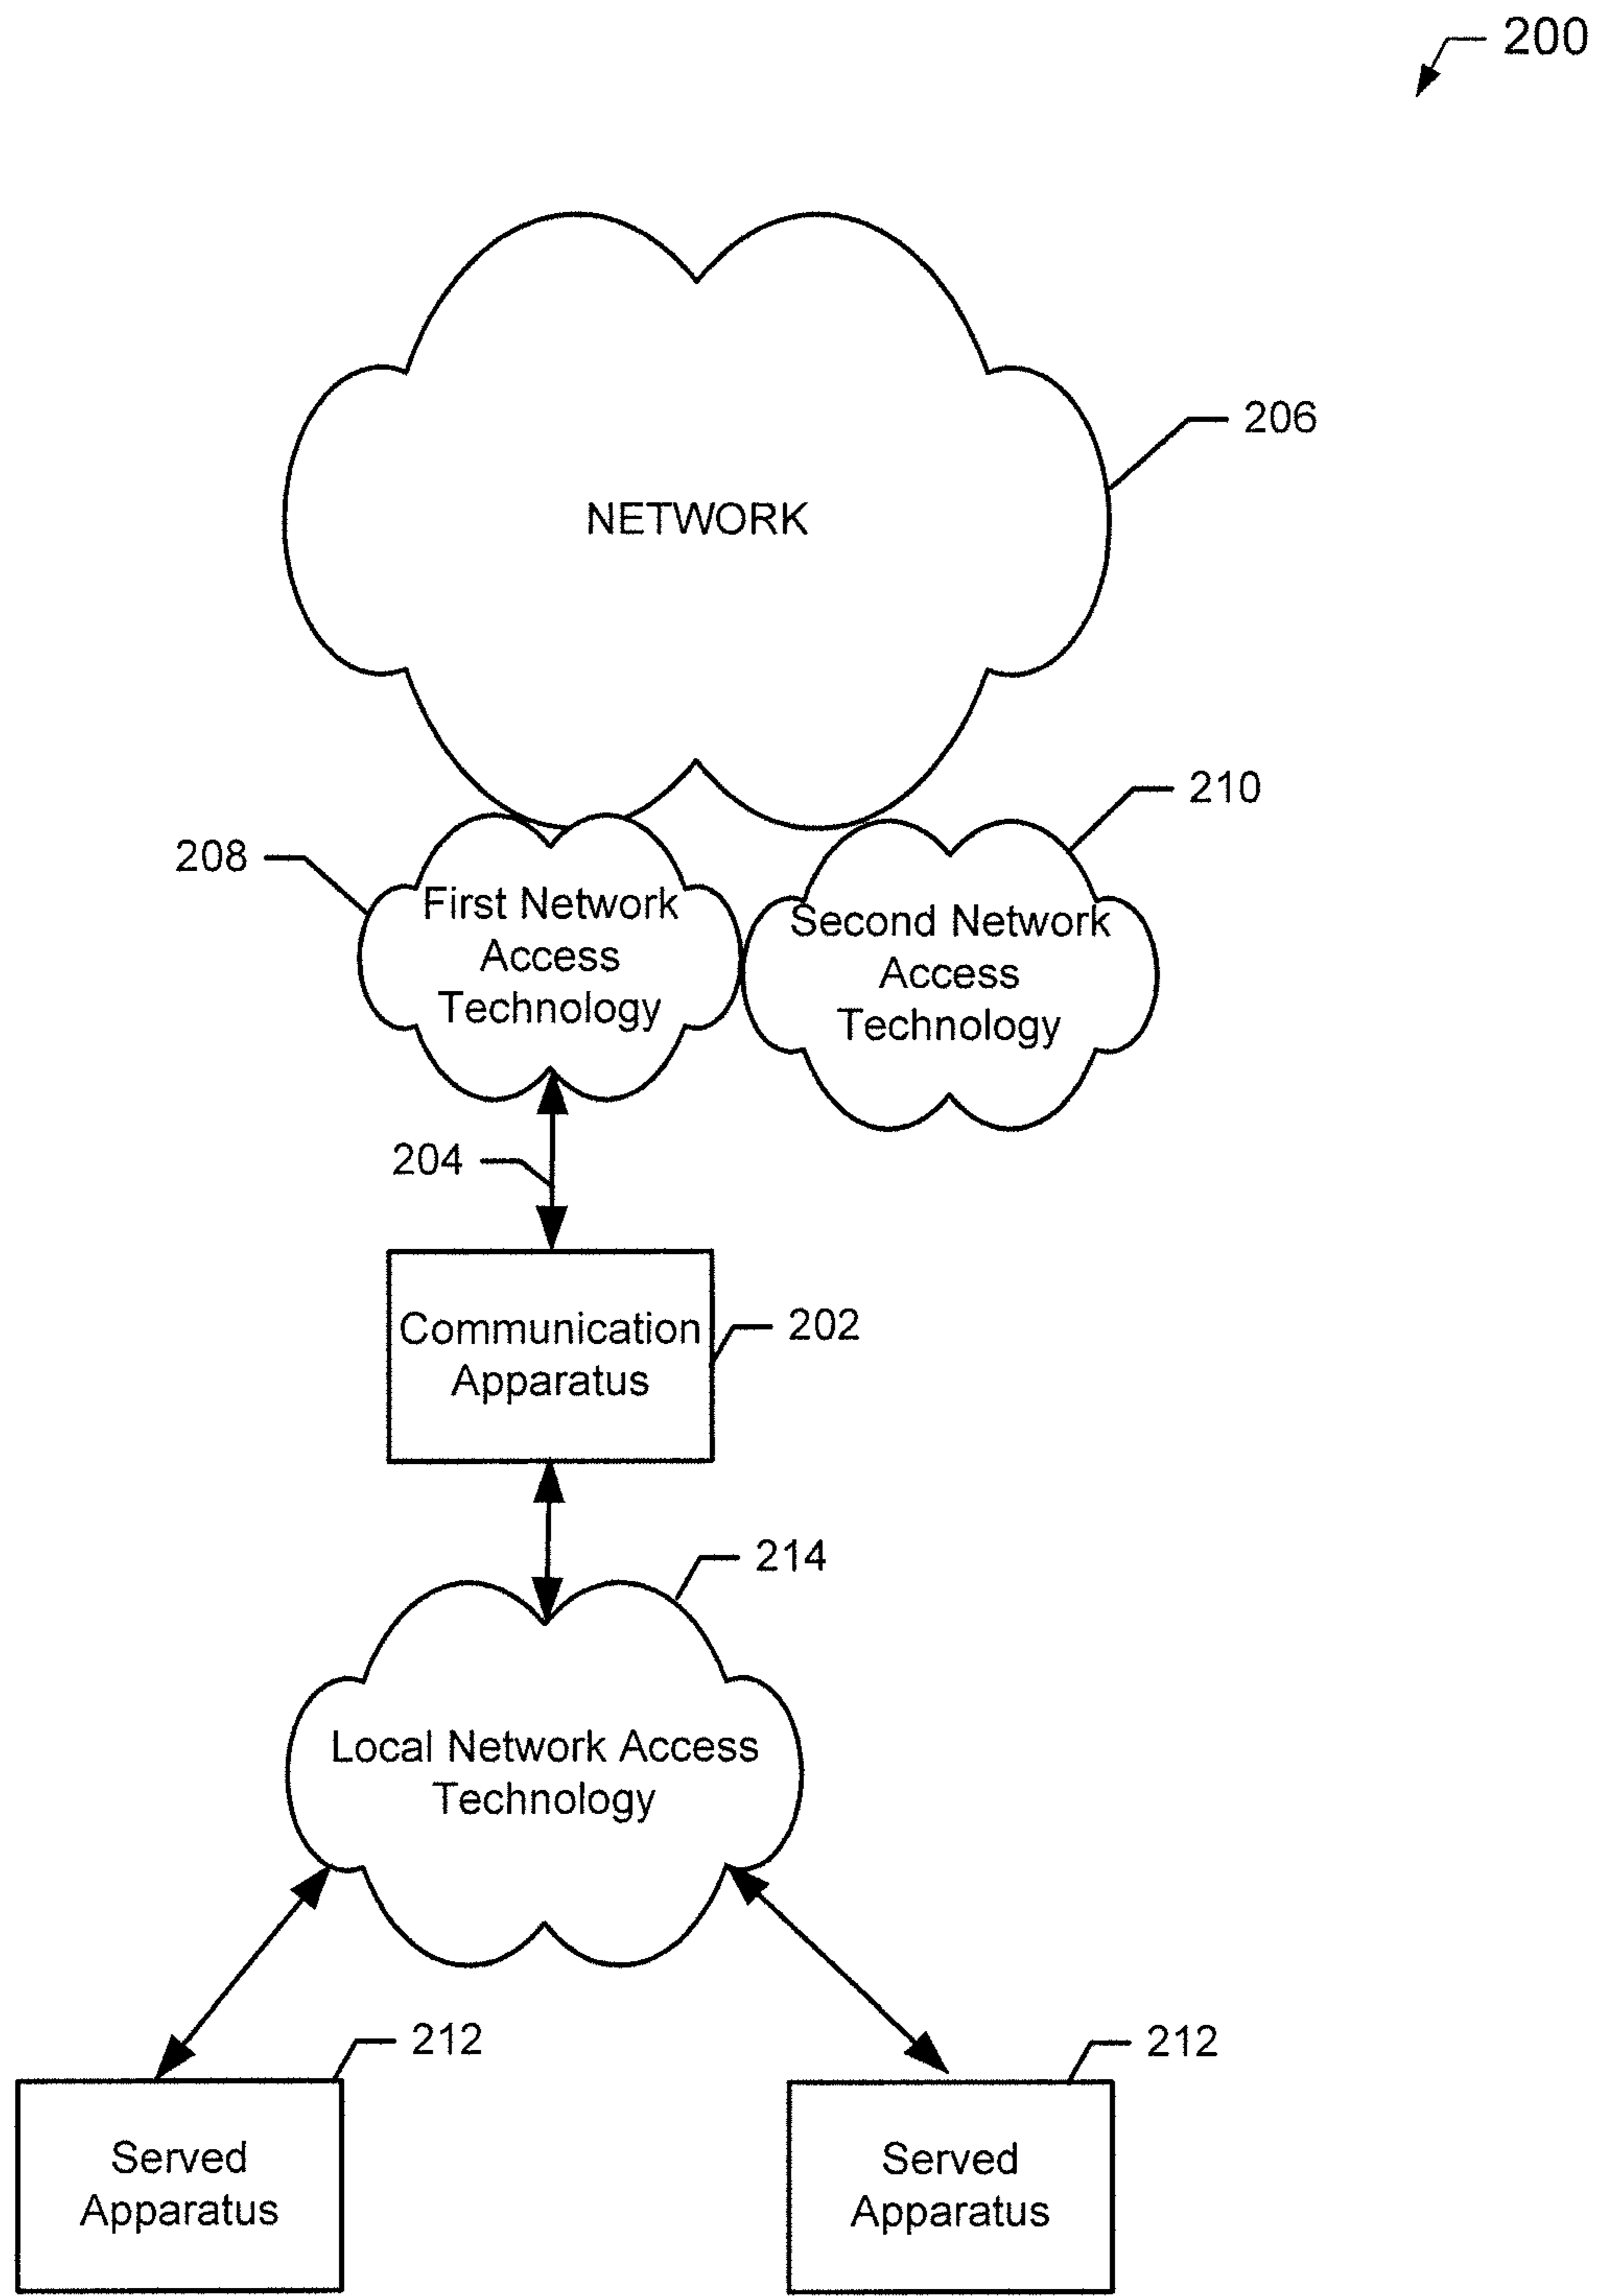 200
206
NETWORK
210
208
First Network
Access
Technology
Second Network
Access
Technology
204
Communication
Apparatus
202
214
Local Network Access
Technology
212
212
Served
Apparatus
Served
Apparatus